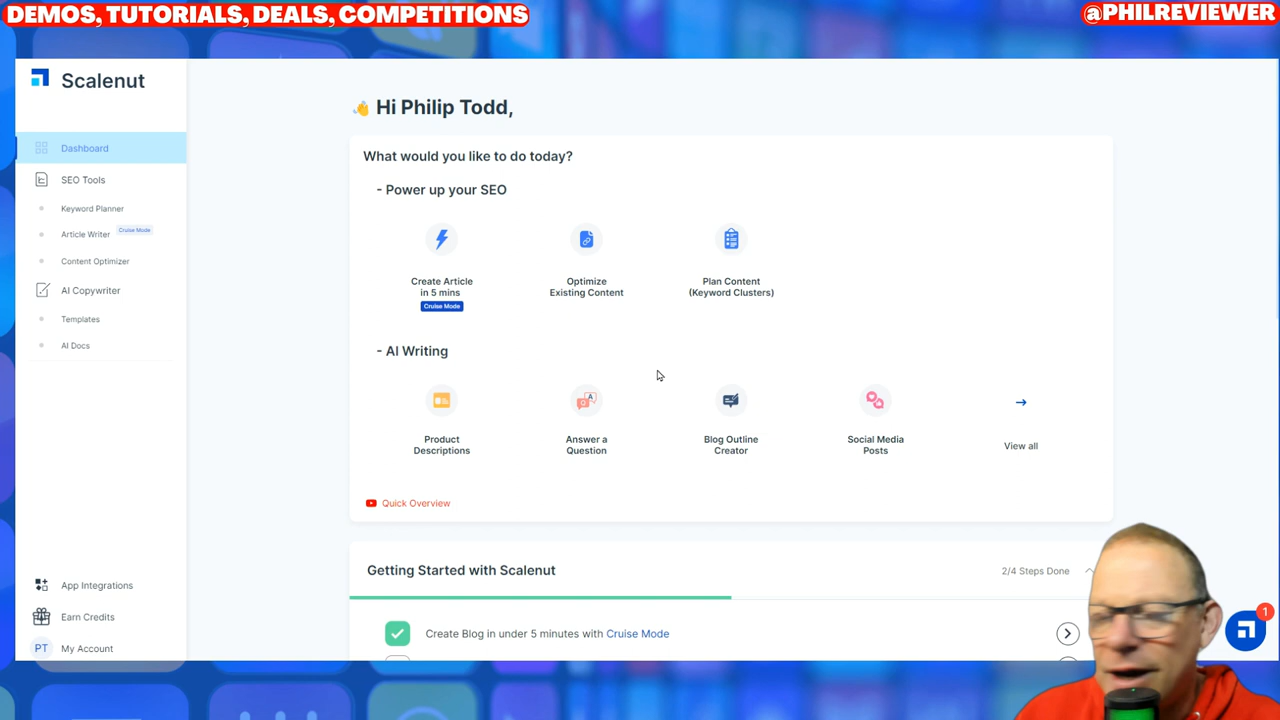 DEMOS, TUTORIALS, DEALS, COMPETITIONS
@PHILREVIEWER
Scalenut
Dashboard
SEO Tools
Keyword Planner
Article Writer Cruise Mode
Content Optimizer
AI Copywriter
Templates
AI Docs
App Integrations
Earn Credits
PT My Account
👋 Hi Philip Todd,
What would you like to do today?
- Power up your SEO
Create Article
in 5 mins
Cruise Mode
Optimize
Existing Content
Plan Content
(Keyword Clusters)
- AI Writing
Product
Descriptions
Q A
Answer a
Question
Blog Outline
Creator
Social Media
Posts
→
View all
Quick Overview
Getting Started with Scalenut
2/4 Steps Done
Create Blog in under 5 minutes with Cruise Mode
1